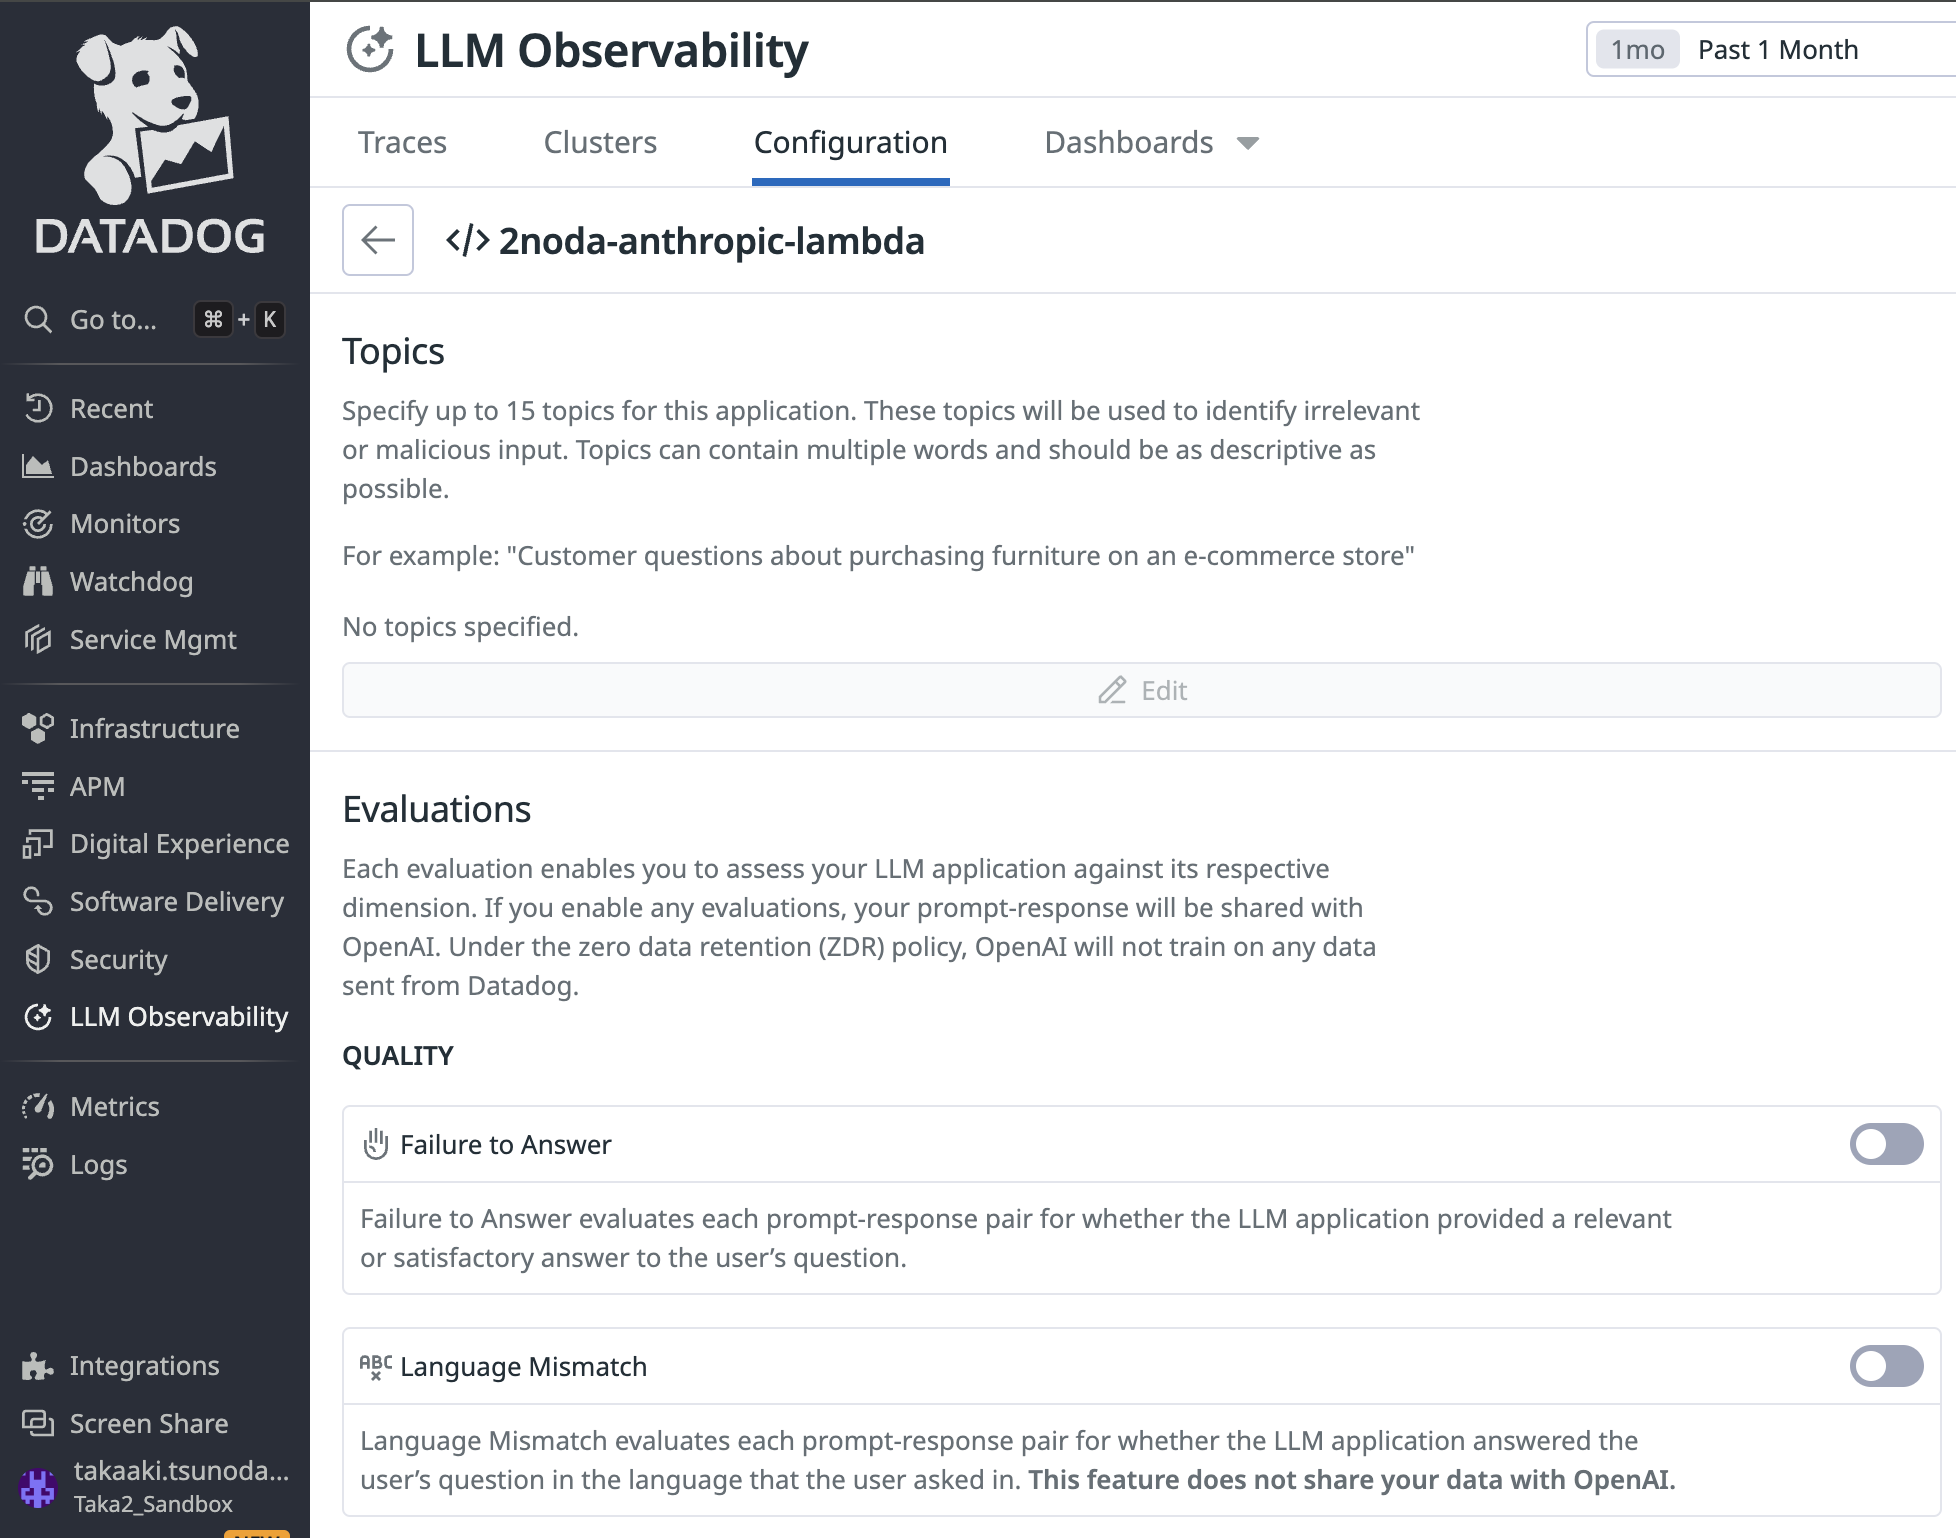 DATADOG
Go to... ⌘ + K
Recent
Dashboards
Monitors
Watchdog
Service Mgmt
Infrastructure
APM
Digital Experience
Software Delivery
Security
LLM Observability
Metrics
Logs
Integrations
Screen Share
takaaki.tsunoda...
Taka2_Sandbox
NEW
LLM Observability
1mo Past 1 Month
Traces Clusters Configuration Dashboards
</> 2noda-anthropic-lambda
Topics
Specify up to 15 topics for this application. These topics will be used to identify irrelevant
or malicious input. Topics can contain multiple words and should be as descriptive as
possible.
For example: "Customer questions about purchasing furniture on an e-commerce store"
No topics specified.
Edit
Evaluations
Each evaluation enables you to assess your LLM application against its respective
dimension. If you enable any evaluations, your prompt-response will be shared with
OpenAI. Under the zero data retention (ZDR) policy, OpenAI will not train on any data
sent from Datadog.
QUALITY
Failure to Answer
Failure to Answer evaluates each prompt-response pair for whether the LLM application provided a relevant
or satisfactory answer to the user’s question.
ABC Language Mismatch
Language Mismatch evaluates each prompt-response pair for whether the LLM application answered the
user’s question in the language that the user asked in. This feature does not share your data with OpenAI.